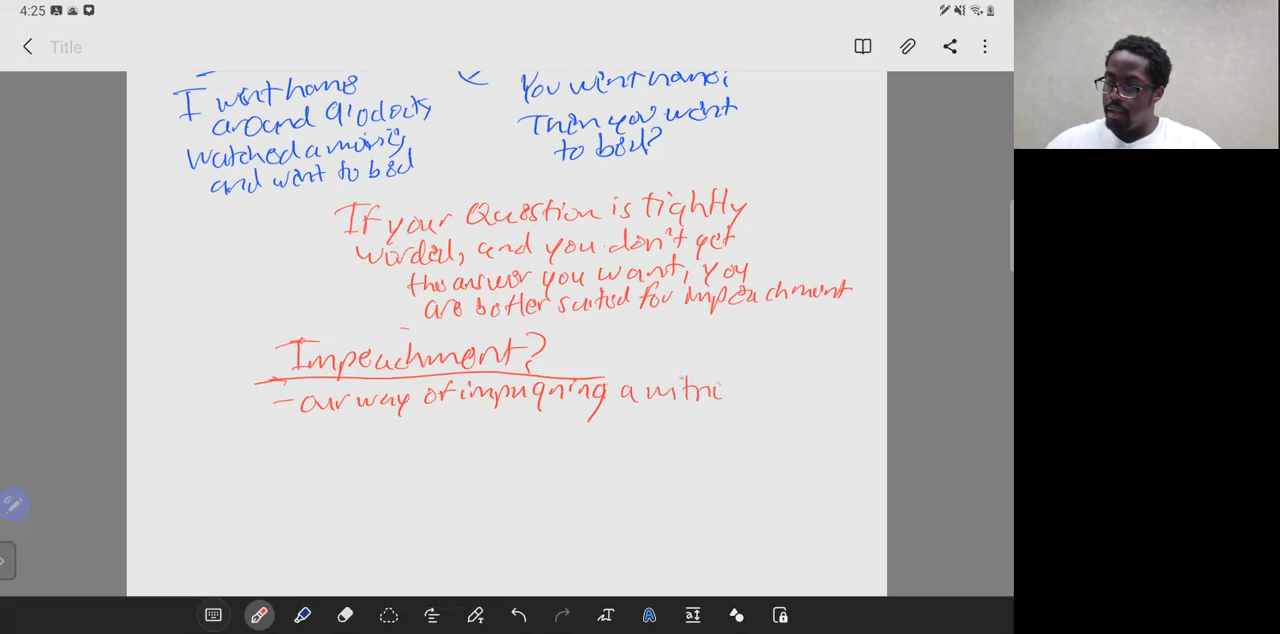 4:25
Title
I went home
around 9 o'clock,
watched a movie,
and went to bed
You went home?
Then you went
to bed?
If your Question is tightly
worded, and you don't get
the answer you want, you
are better suited for impeachment
Impeachment?
- our way of impugning a witn